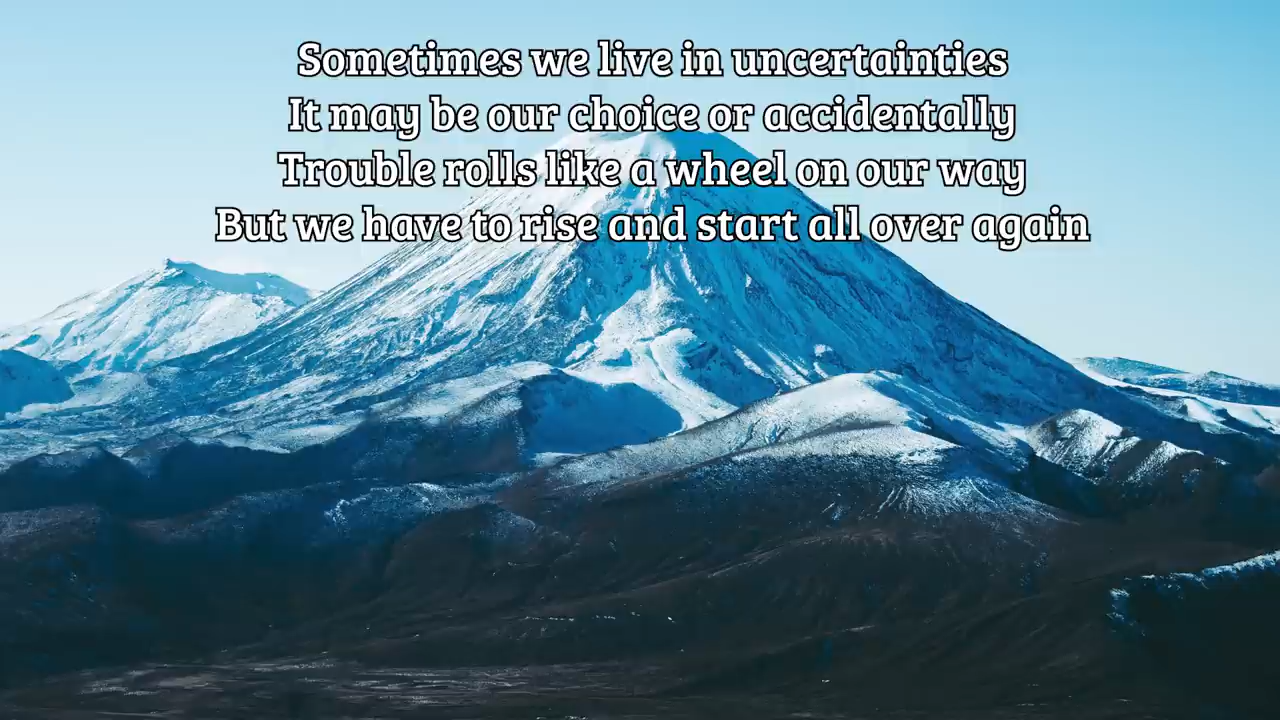 Sometimes we live in uncertainties
It may be our choice or accidentally
Trouble rolls like a wheel on our way
But we have to rise and start all over again